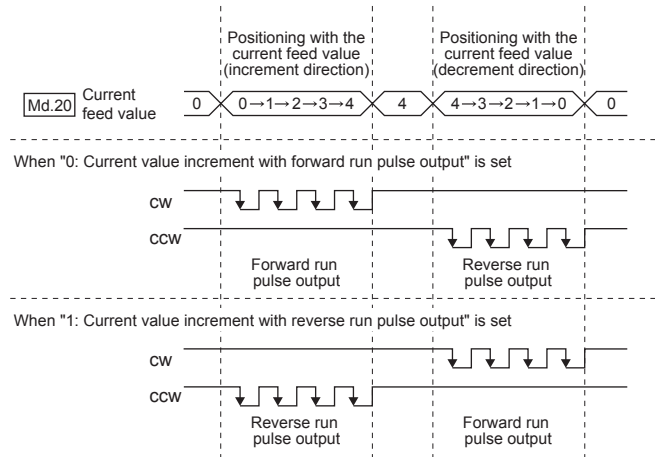 Positioning with the
current feed value
(increment direction)
Positioning with the
current feed value
(decrement direction)
Md.20 Current
feed value
0 0→1→2→3→4 4 4→3→2→1→0 0
When "0: Current value increment with forward run pulse output" is set
CW
CCW
Forward run
pulse output
Reverse run
pulse output
When "1: Current value increment with reverse run pulse output" is set
CW
CCW
Reverse run
pulse output
Forward run
pulse output